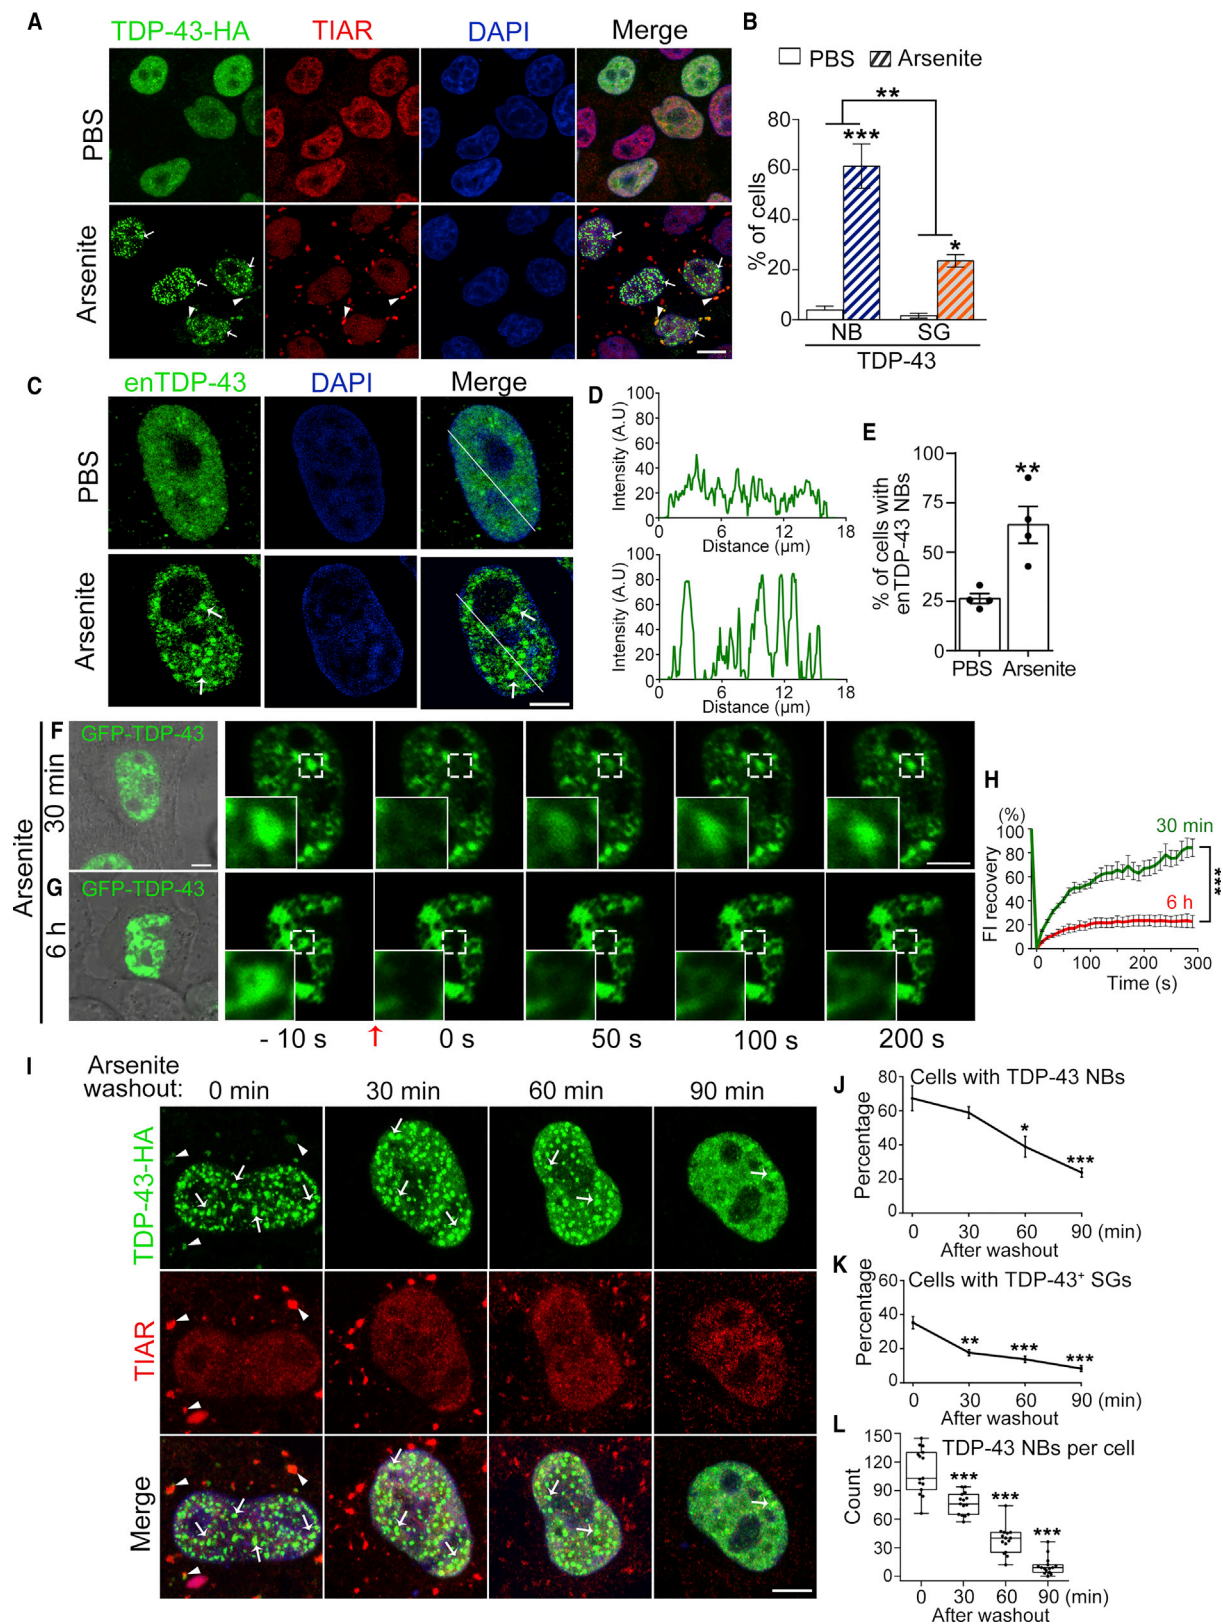 A
TDP-43-HA TIAR DAPI Merge
PBS
Arsenite
B
PBS Arsenite
**
***
*
% of cells
80
60
40
20
0
NB SG
TDP-43
C
enTDP-43 DAPI Merge
PBS
Arsenite
D
Intensity (A.U)
100
80
60
40
20
0
0 6 12 18
Distance (µm)
Intensity (A.U)
100
80
60
40
20
0
0 6 12 18
Distance (µm)
E
% of cells with
enTDP-43 NBs
100
75
50
25
0
**
PBS Arsenite
Arsenite
F
30 min
GFP-TDP-43
G
6 h
GFP-TDP-43
- 10 s 0 s 50 s 100 s 200 s
H
(%)
FI recovery
100
80
60
40
20
0
30 min
6 h
***
0 100 200 300
Time (s)
I
Arsenite
washout: 0 min 30 min 60 min 90 min
TDP-43-HA
TIAR
Merge
J
Cells with TDP-43 NBs
Percentage
80
60
40
20
0
*
***
0 30 60 90 (min)
After washout
K
Cells with TDP-43⁺ SGs
Percentage
60
40
20
0
**
***
***
0 30 60 90 (min)
After washout
L
TDP-43 NBs per cell
Count
150
120
90
60
30
0
***
***
***
0 30 60 90 (min)
After washout